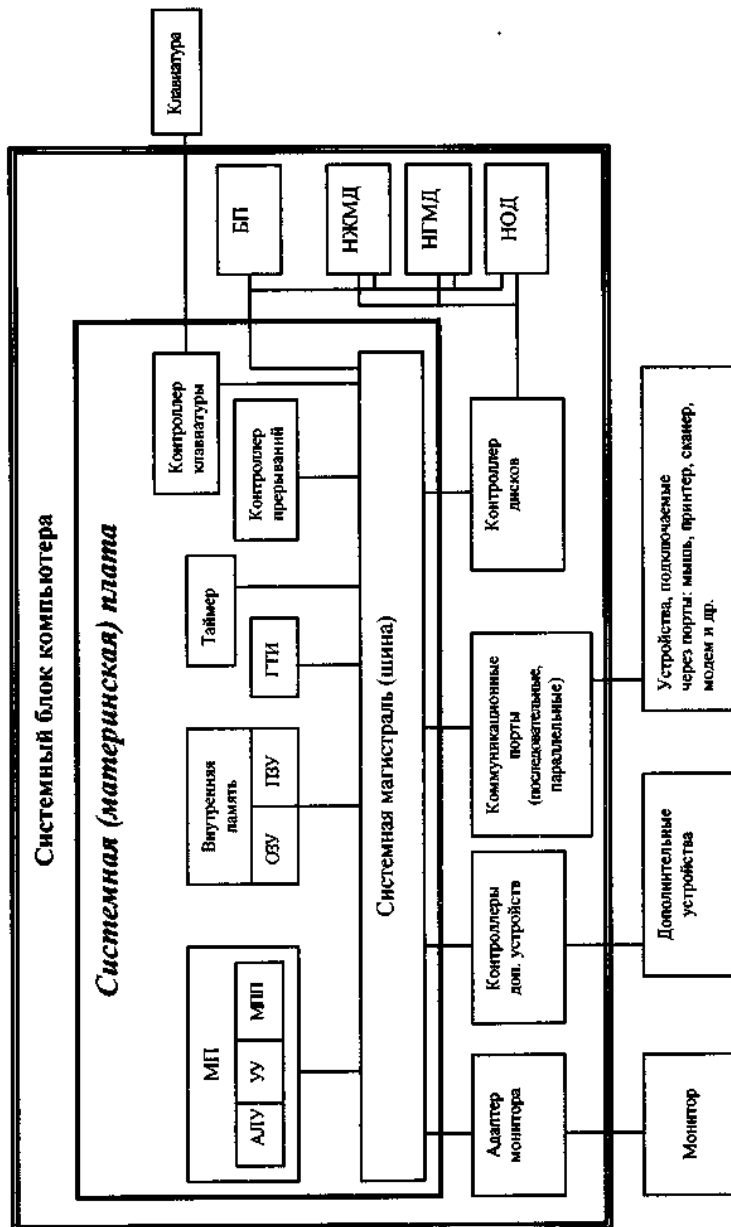 Системный блок компьютера
Системная (материнская) плата
МП
АЛУ
УУ
МПП
Внутренняя
память
ОЗУ
ПЗУ
Таймер
ГТИ
Контроллер
клавиатуры
Контроллер
прерываний
Клавиатура
БП
НЖМД
НГМД
НОД
Системная магистраль (шина)
Адаптер
монитора
Контроллеры
доп. устройств
Коммуникационные
порты
(последовательные,
параллельные)
Контроллер
дисков
Монитор
Дополнительные
устройства
Устройства, подключаемые
через порты: мышь, принтер, сканер,
модем и др.